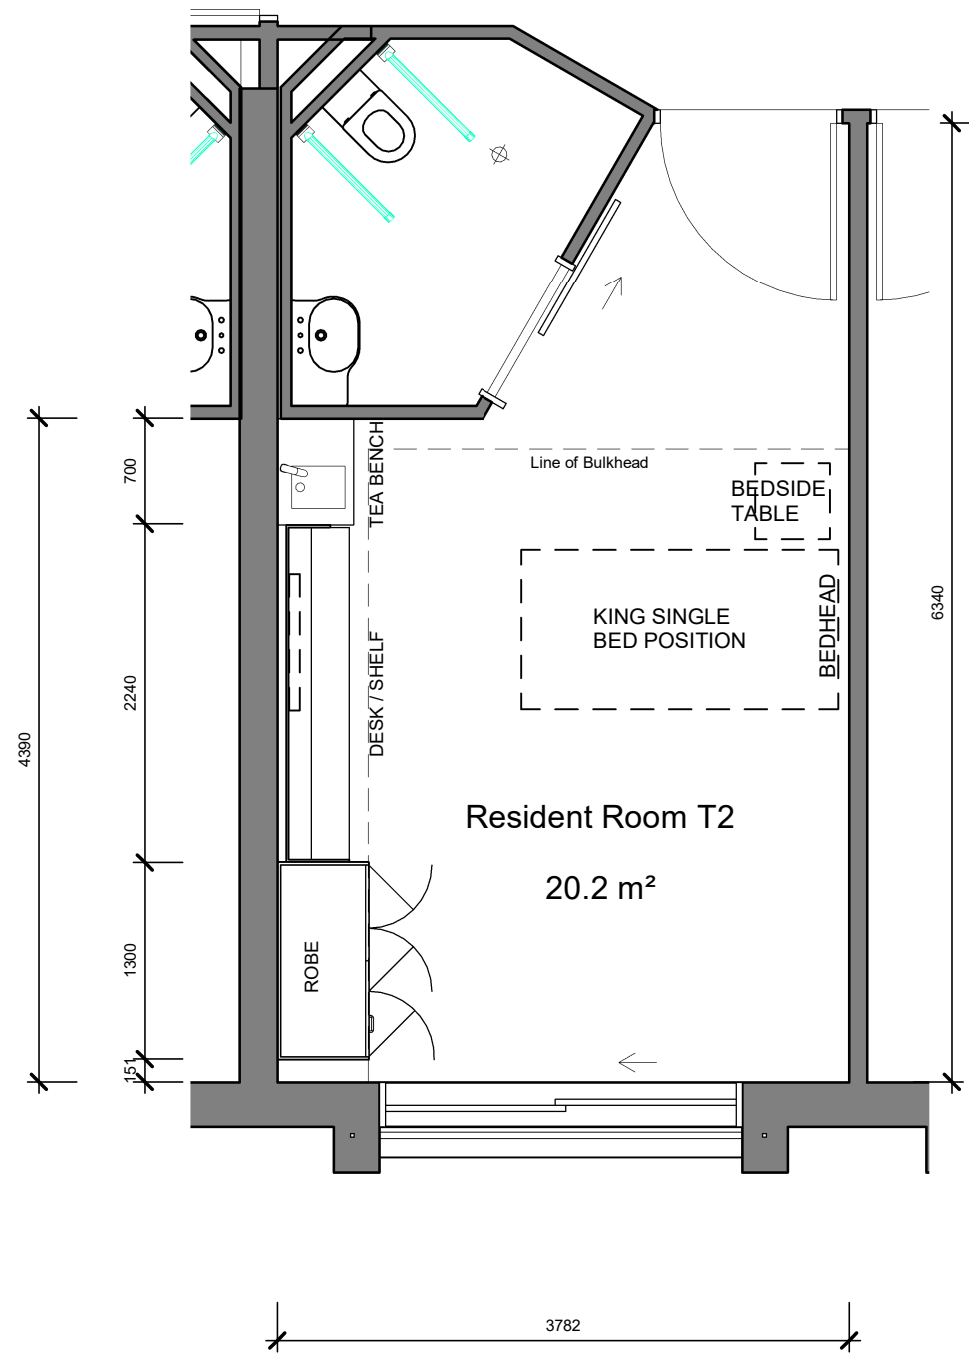 700
TEA BENCH
Line of Bulkhead
BEDSIDE
TABLE
6340
2240
DESK / SHELF
KING SINGLE
BED POSITION
BEDHEAD
4390
Resident Room T2
20.2 m²
1300
ROBE
151
3782